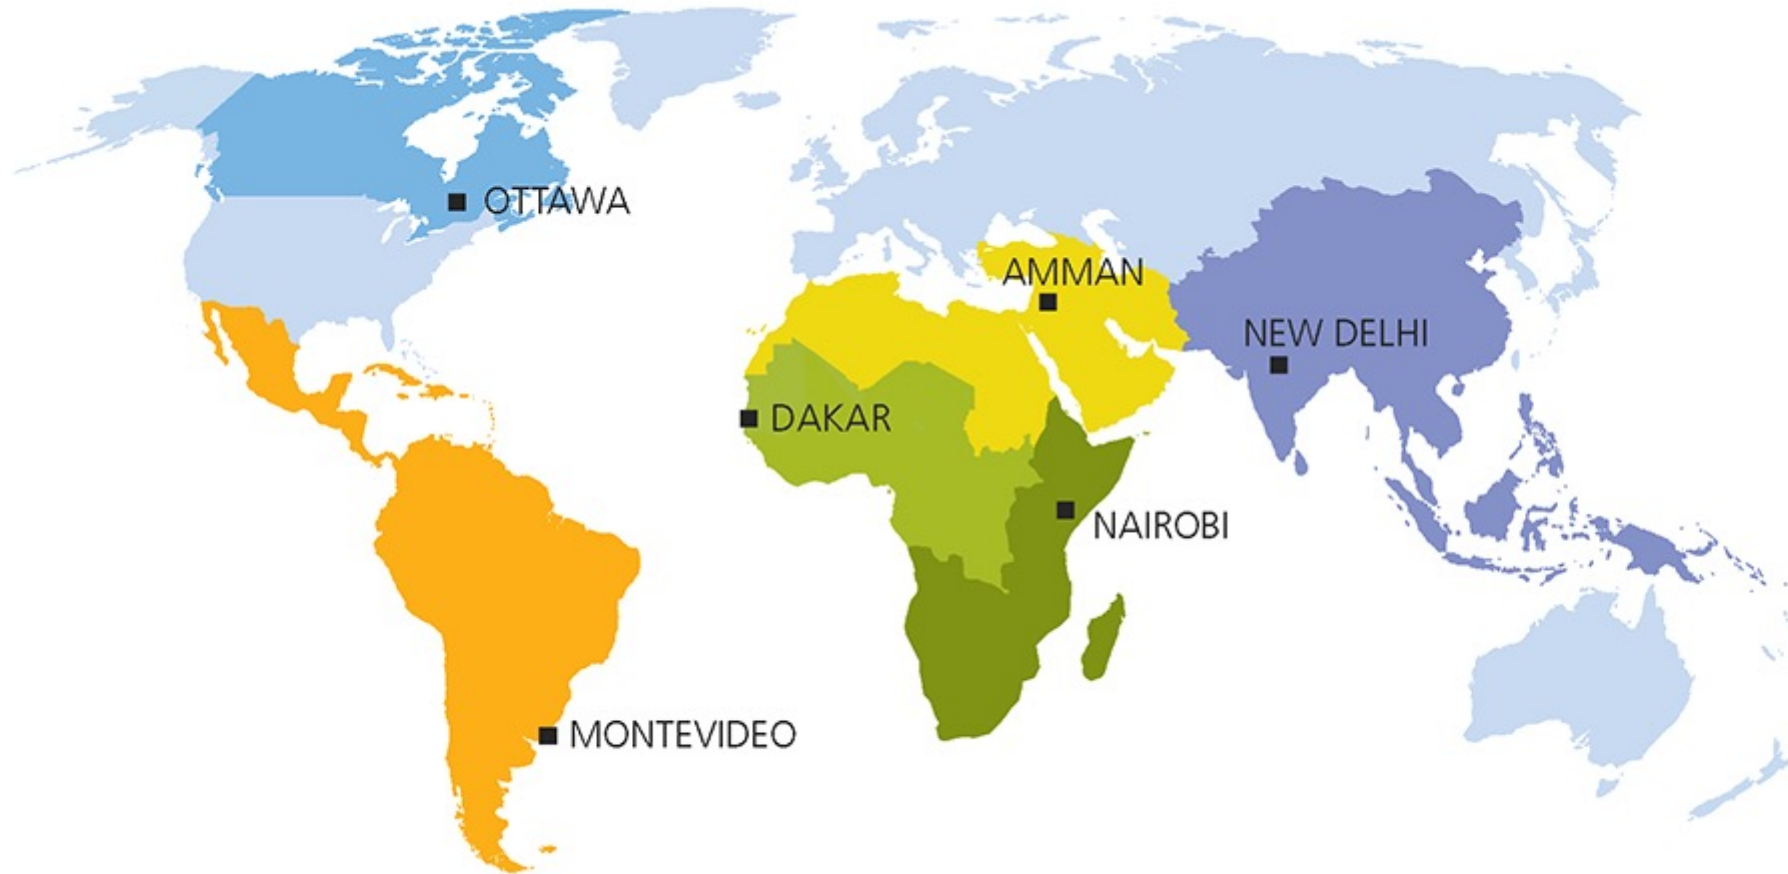 OTTAWA
AMMAN
NEW DELHI
DAKAR
NAIROBI
MONTEVIDEO